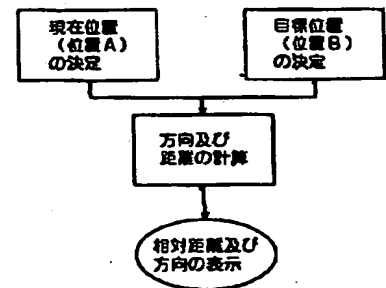 現在位置
(位置A)
の決定
目標位置
(位置B)
の決定
方向及び
距離の計算
相対距離及び
方向の表示